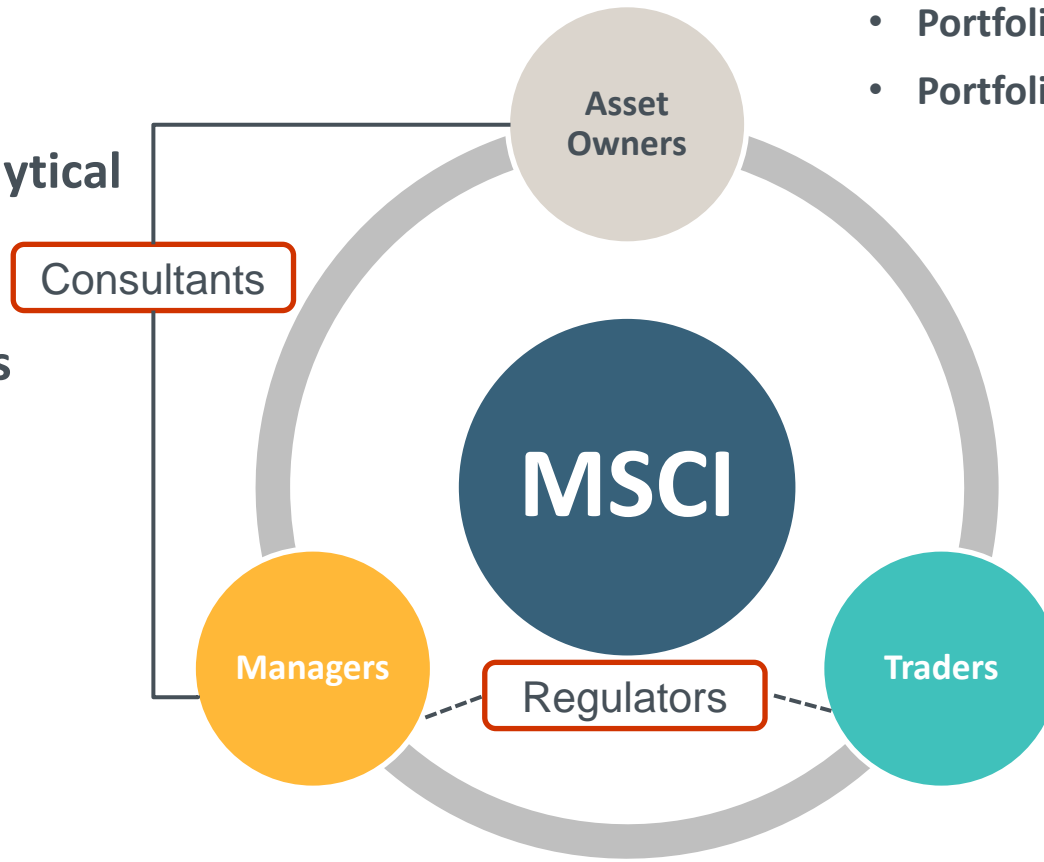 • Portfoli
• Portfoli
Asset
Owners
ytical
Consultants
s
MSCI
Managers
Regulators
Traders